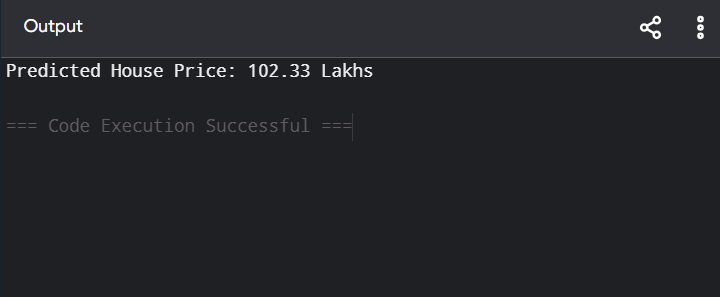 Output
Predicted House Price: 102.33 Lakhs
=== Code Execution Successful ===